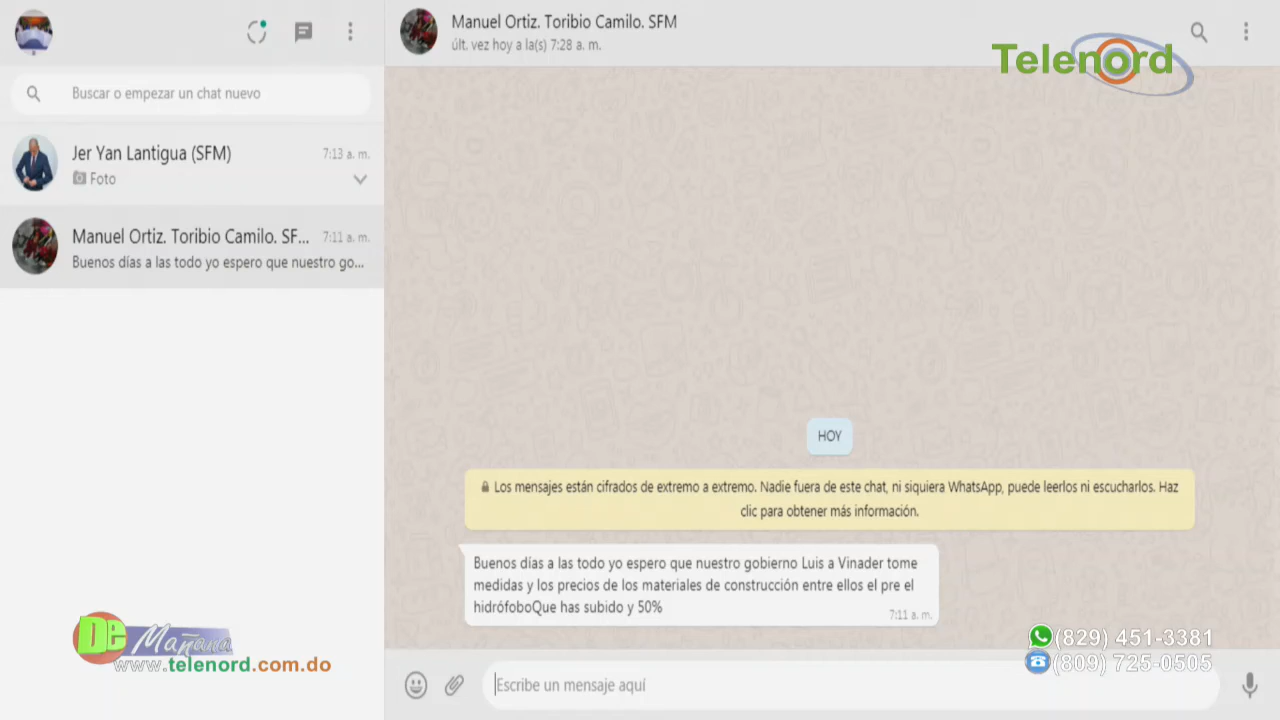 Manuel Ortiz. Toribio Camilo. SFM
últ. vez hoy a la(s) 7:28 a. m.
Telenord
Buscar o empezar un chat nuevo
Jer Yan Lantigua (SFM)
7:13 a. m.
Foto
Manuel Ortiz. Toribio Camilo. SF...
7:11 a. m.
Buenos días a las todo yo espero que nuestro go...
HOY
Los mensajes están cifrados de extremo a extremo. Nadie fuera de este chat, ni siquiera WhatsApp, puede leerlos ni escucharlos. Haz
clic para obtener más información.
Buenos días a las todo yo espero que nuestro gobierno Luis a Vinader tome
medidas y los precios de los materiales de construcción entre ellos el pre el
hidrófoboQue has subido y 50%
7:11 a. m.
De Mañana
www.telenord.com.do
(829) 451-3381
(809) 725-0505
Escribe un mensaje aquí